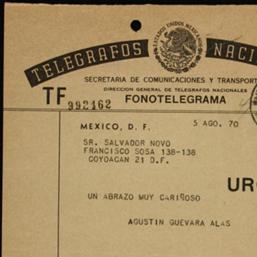 TELEGRAFOS NACI
ESTADOS UNIDOS MEXICANOS
SECRETARIA DE COMUNICACIONES Y TRANSPORT
DIRECCION GENERAL DE TELEGRAFOS NACIONALES
TF 992462 FONOTELEGRAMA
MEXICO, D. F. 5 AGO. 70
SR. SALVADOR NOVO
FRANCISCO SOSA 138-138
COYOACAN 21 D.F.
UR
UN ABRAZO MUY CARIÑOSO
AGUSTIN GUEVARA ALAS